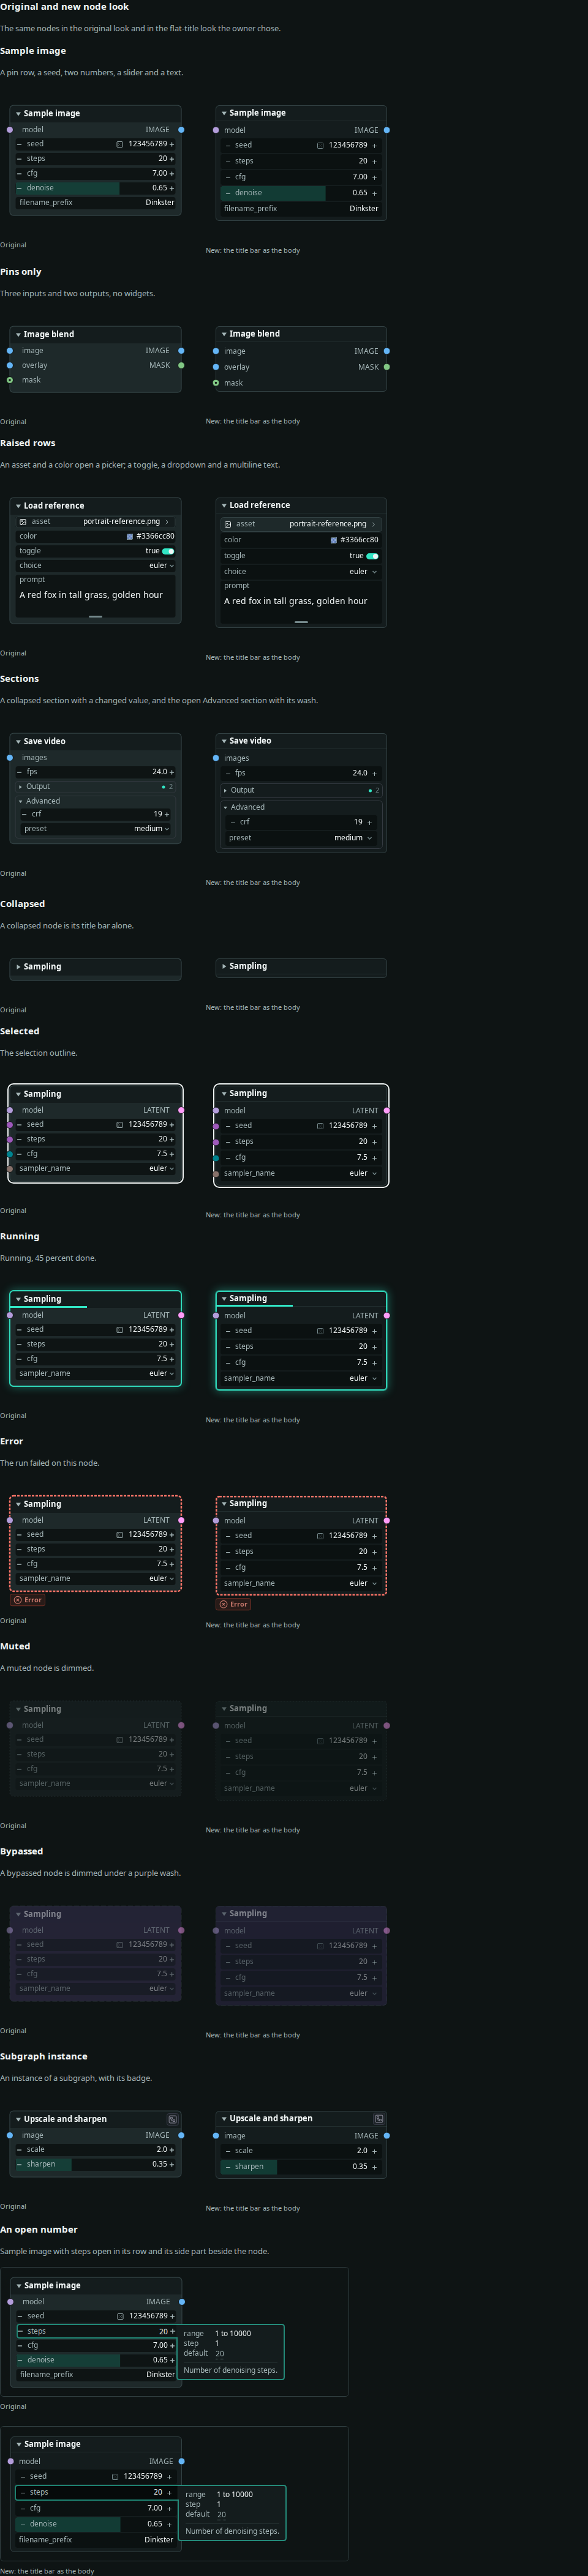 Original and new node look
The same nodes in the original look and in the flat-title look the owner chose.
Sample image
A pin row, a seed, two numbers, a slider and a text.
Sample image
model IMAGE
seed 123456789
steps 20
cfg 7.00
denoise 0.65
filename_prefix Dinkster
Original
Sample image
model IMAGE
seed 123456789
steps 20
cfg 7.00
denoise 0.65
filename_prefix Dinkster
New: the title bar as the body
Pins only
Three inputs and two outputs, no widgets.
Image blend
image IMAGE
overlay MASK
mask
Original
Image blend
image IMAGE
overlay MASK
mask
New: the title bar as the body
Raised rows
An asset and a color open a picker; a toggle, a dropdown and a multiline text.
Load reference
asset portrait-reference.png
color #3366cc80
toggle true
choice euler
prompt
A red fox in tall grass, golden hour
Original
Load reference
asset portrait-reference.png
color #3366cc80
toggle true
choice euler
prompt
A red fox in tall grass, golden hour
New: the title bar as the body
Sections
A collapsed section with a changed value, and the open Advanced section with its wash.
Save video
images
fps 24.0
Output 2
Advanced
crf 19
preset medium
Original
Save video
images
fps 24.0
Output 2
Advanced
crf 19
preset medium
New: the title bar as the body
Collapsed
A collapsed node is its title bar alone.
Sampling
Original
Sampling
New: the title bar as the body
Selected
The selection outline.
Sampling
model LATENT
seed 123456789
steps 20
cfg 7.5
sampler_name euler
Original
Sampling
model LATENT
seed 123456789
steps 20
cfg 7.5
sampler_name euler
New: the title bar as the body
Running
Running, 45 percent done.
Sampling
model LATENT
seed 123456789
steps 20
cfg 7.5
sampler_name euler
Original
Sampling
model LATENT
seed 123456789
steps 20
cfg 7.5
sampler_name euler
New: the title bar as the body
Error
The run failed on this node.
Sampling
model LATENT
seed 123456789
steps 20
cfg 7.5
sampler_name euler
Error
Original
Sampling
model LATENT
seed 123456789
steps 20
cfg 7.5
sampler_name euler
Error
New: the title bar as the body
Muted
A muted node is dimmed.
Sampling
model LATENT
seed 123456789
steps 20
cfg 7.5
sampler_name euler
Original
Sampling
model LATENT
seed 123456789
steps 20
cfg 7.5
sampler_name euler
New: the title bar as the body
Bypassed
A bypassed node is dimmed under a purple wash.
Sampling
model LATENT
seed 123456789
steps 20
cfg 7.5
sampler_name euler
Original
Sampling
model LATENT
seed 123456789
steps 20
cfg 7.5
sampler_name euler
New: the title bar as the body
Subgraph instance
An instance of a subgraph, with its badge.
Upscale and sharpen
image IMAGE
scale 2.0
sharpen 0.35
Original
Upscale and sharpen
image IMAGE
scale 2.0
sharpen 0.35
New: the title bar as the body
An open number
Sample image with steps open in its row and its side part beside the node.
Sample image
model IMAGE
seed 123456789
steps 20
cfg 7.00
denoise 0.65
filename_prefix Dinkster
range 1 to 10000
step 1
default 20
Number of denoising steps.
Original
Sample image
model IMAGE
seed 123456789
steps 20
cfg 7.00
denoise 0.65
filename_prefix Dinkster
range 1 to 10000
step 1
default 20
Number of denoising steps.
New: the title bar as the body